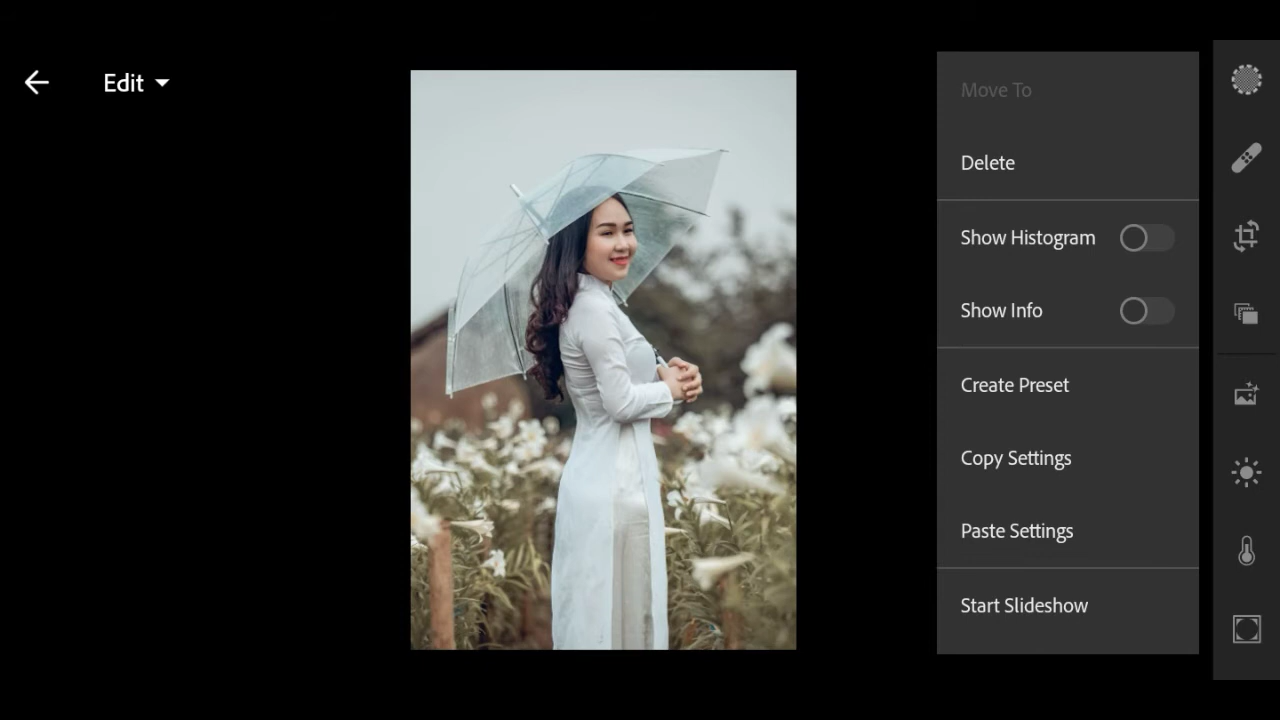 Edit
Move To
Delete
Show Histogram
Show Info
Create Preset
Copy Settings
Paste Settings
Start Slideshow